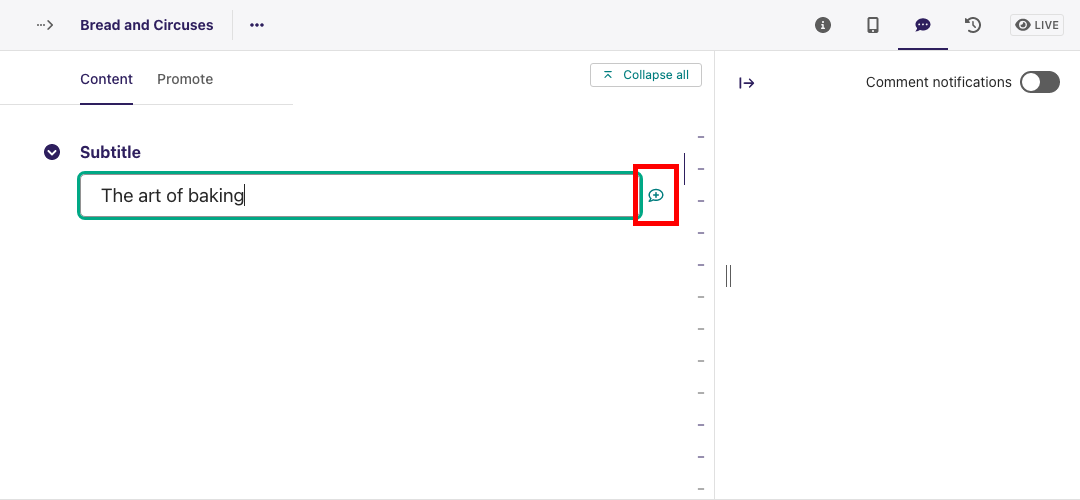 Bread and Circuses
LIVE
Content
Promote
Collapse all
Comment notifications
Subtitle
The art of baking